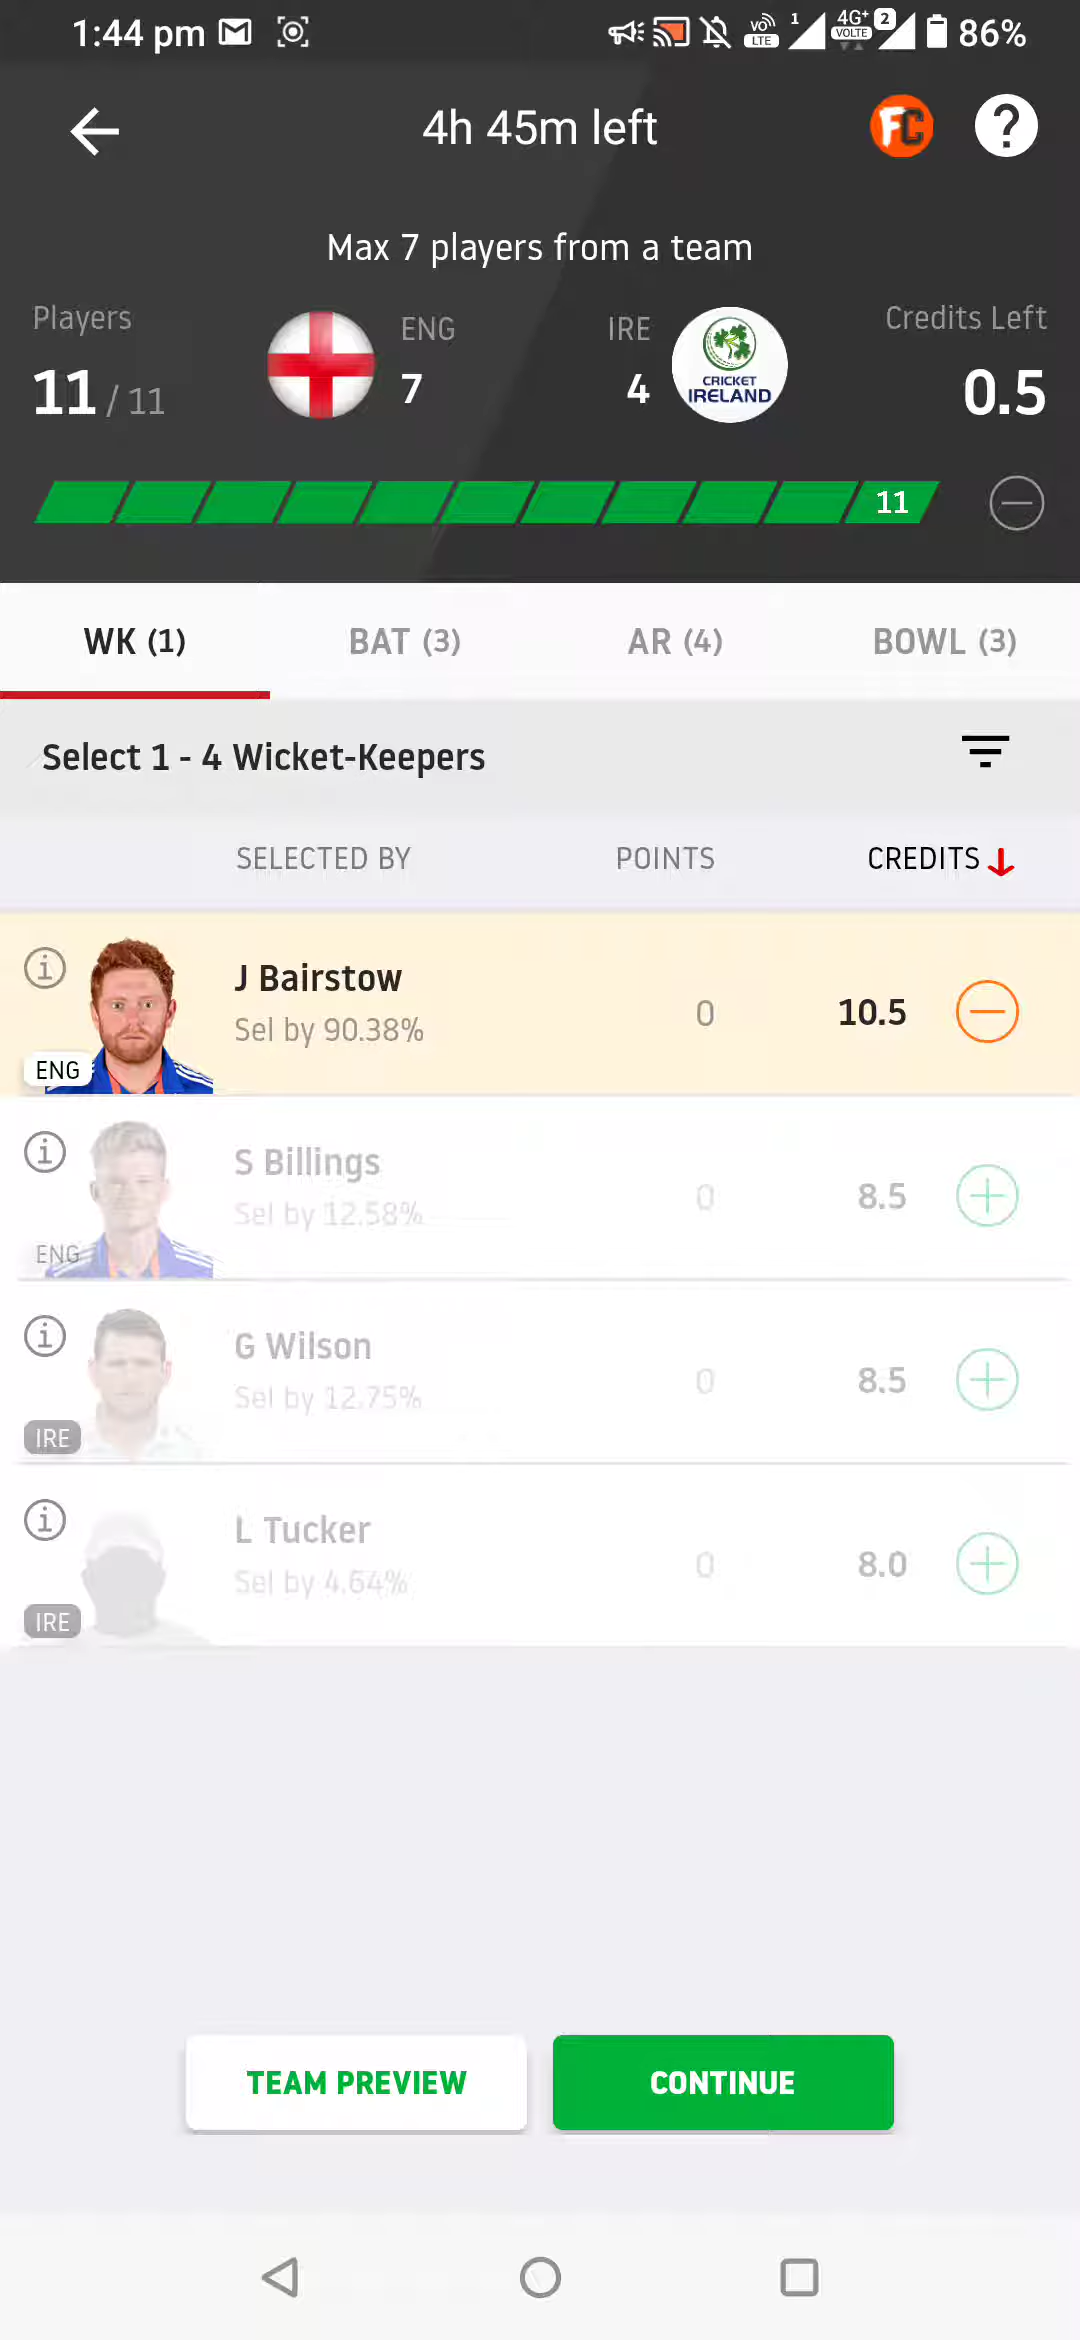 1:44 pm
VO LTE 1 4G+ VOLTE 2 86%
4h 45m left
FC ?
Max 7 players from a team
Players
ENG
IRE
Credits Left
11 / 11
7
4
CRICKET IRELAND
0.5
11
WK (1) BAT (3) AR (4) BOWL (3)
Select 1 - 4 Wicket-Keepers
SELECTED BY POINTS CREDITS
J Bairstow
Sel by 90.38%
0 10.5
ENG
S Billings
Sel by 12.58%
0 8.5
ENG
G Wilson
Sel by 12.75%
0 8.5
IRE
L Tucker
Sel by 4.64%
0 8.0
IRE
TEAM PREVIEW CONTINUE